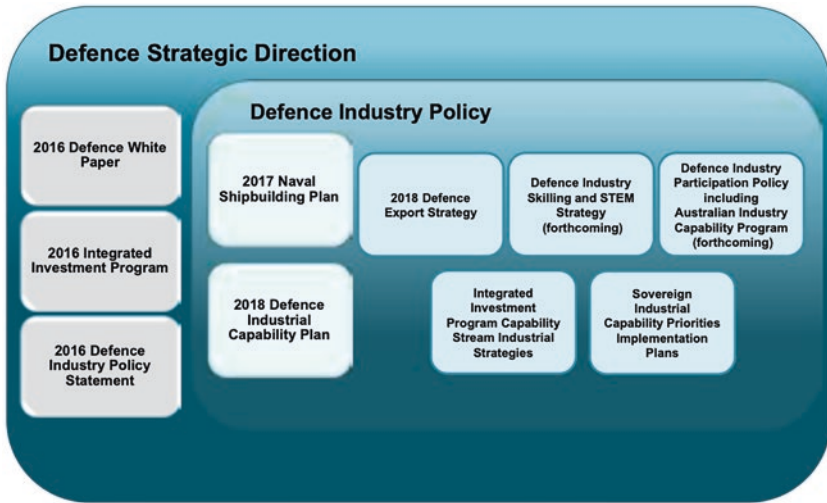 Defence Strategic Direction
2016 Defence White
Paper
2016 Integrated
Investment Program
2016 Defence
Industry Policy
Statement
Defence Industry Policy
2017 Naval
Shipbuilding Plan
2018 Defence
Export Strategy
Defence Industry
Skilling and STEM
Strategy
(forthcoming)
Defence Industry
Participation Policy
including
Australian Industry
Capability Program
(forthcoming)
2018 Defence
Industrial
Capability Plan
Integrated
Investment
Program Capability
Stream Industrial
Strategies
Sovereign
Industrial
Capability Priorities
Implementation
Plans